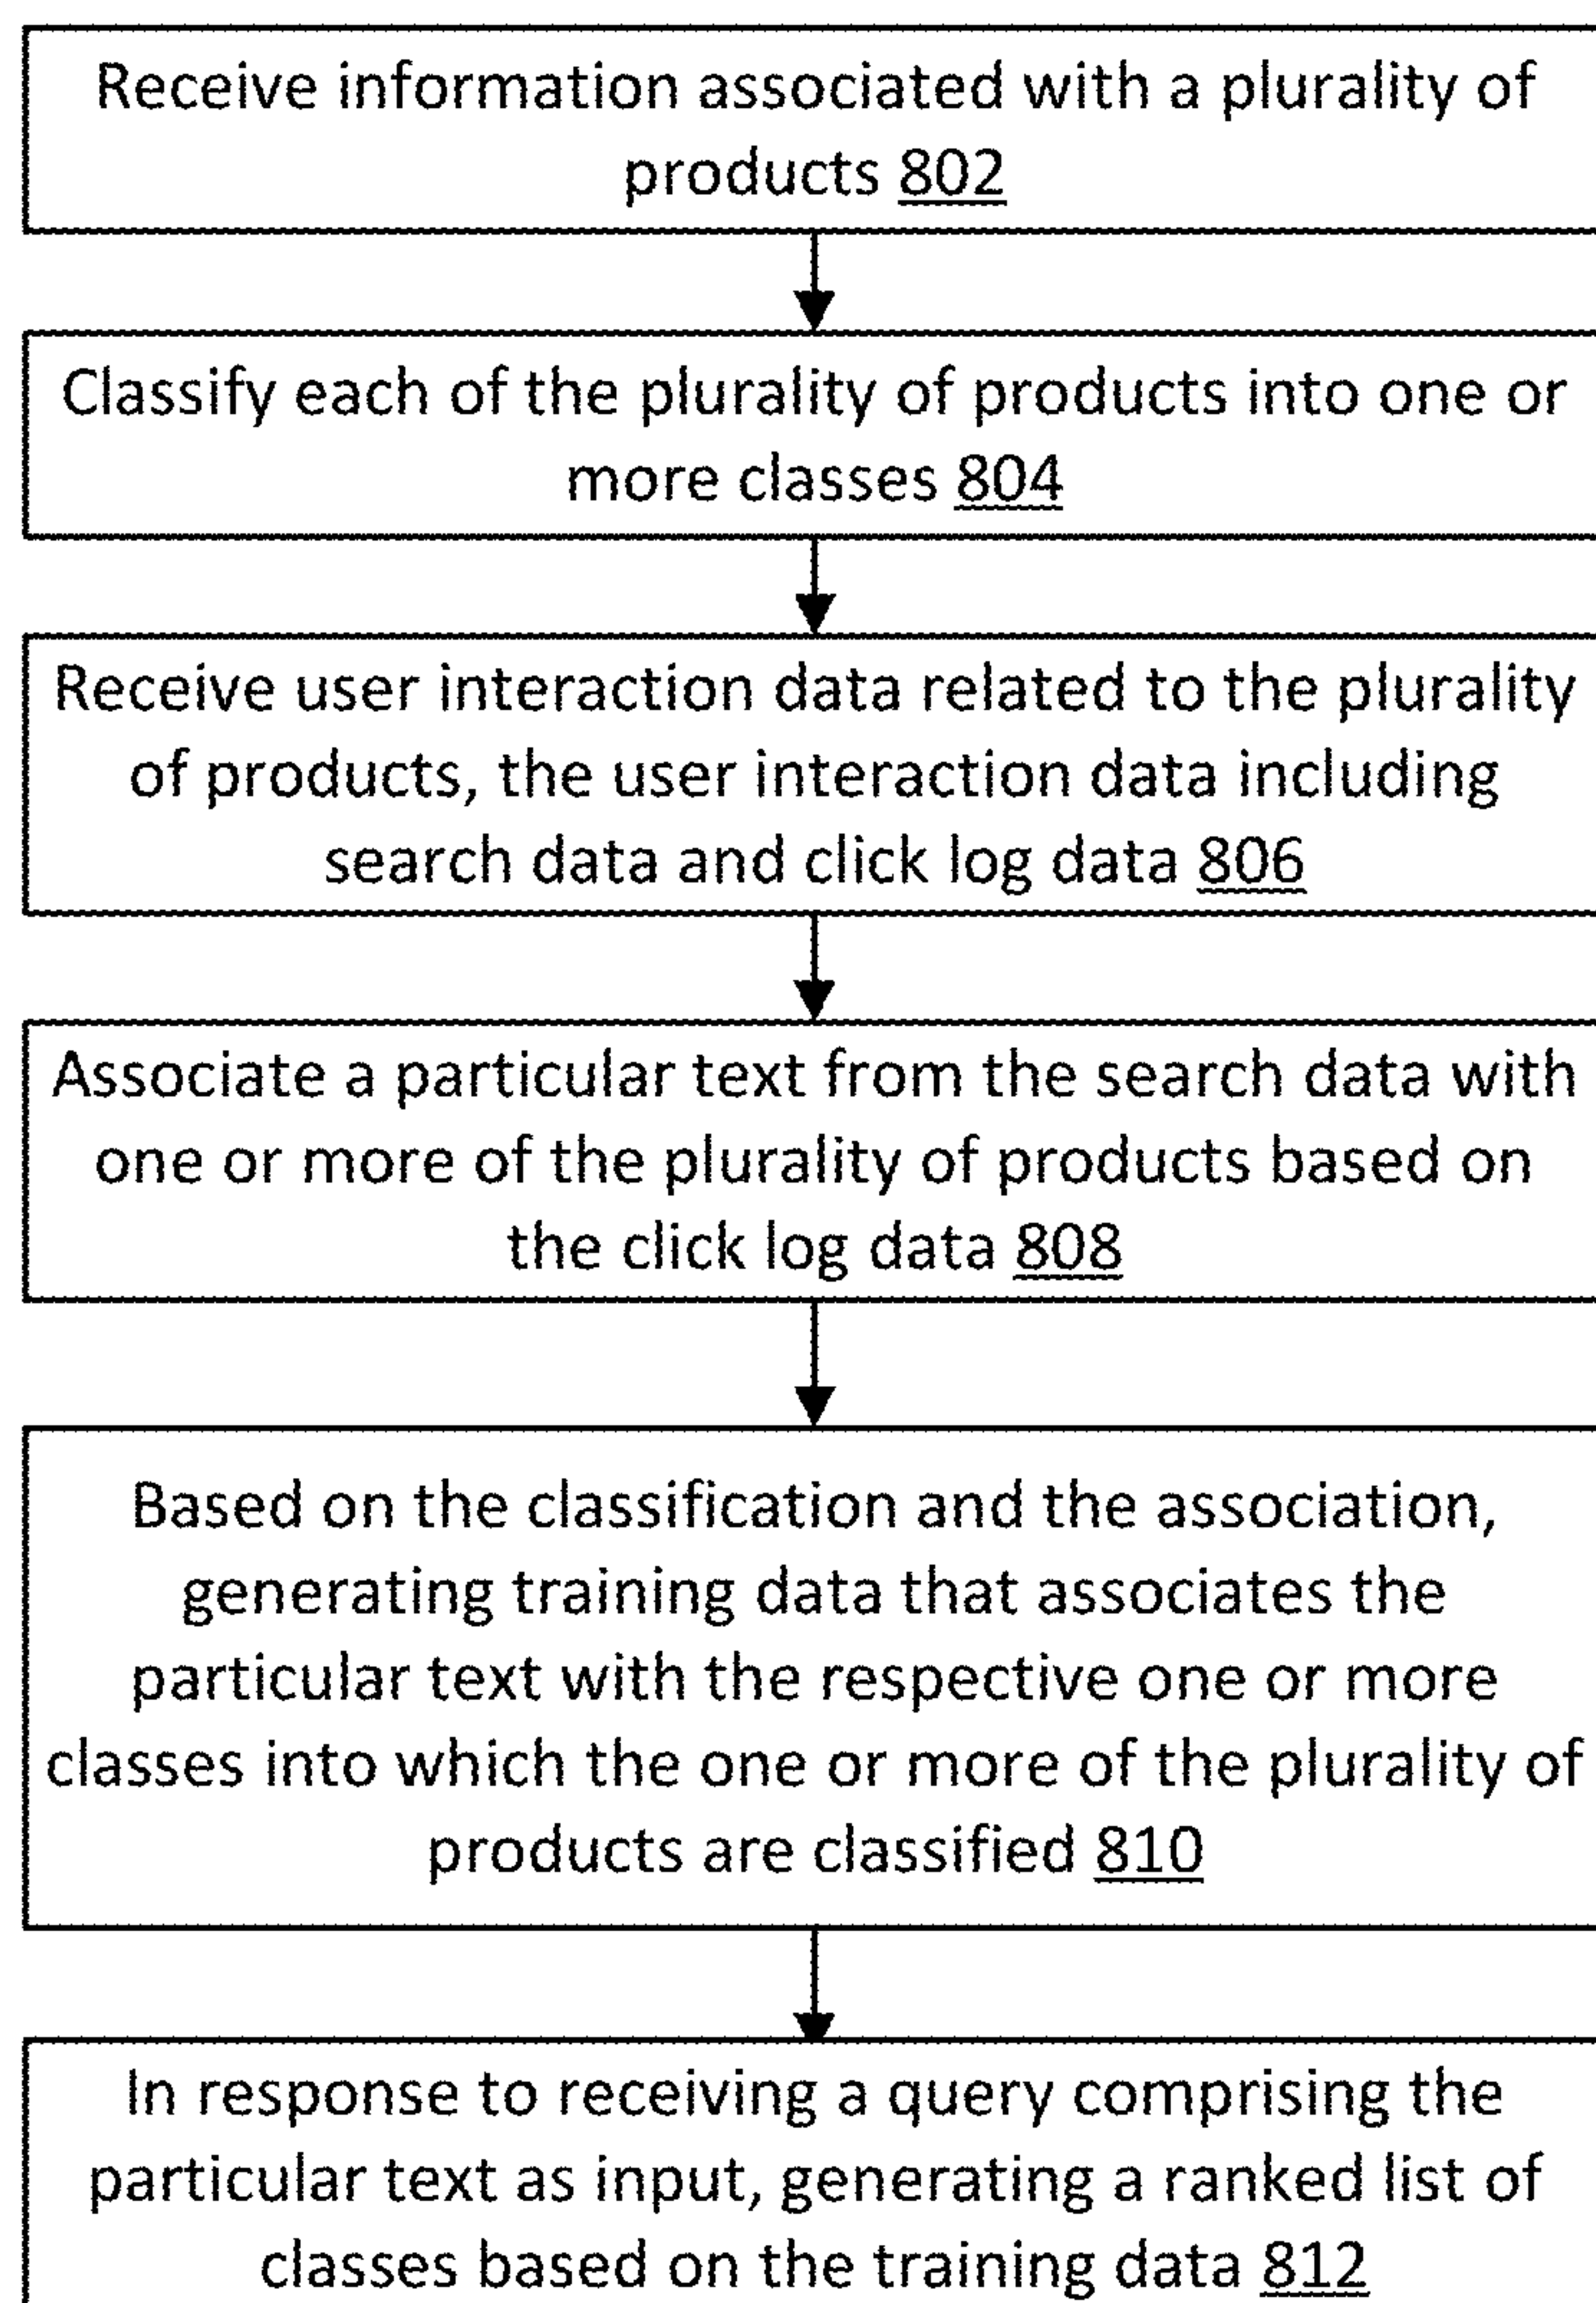 Receive information associated with a plurality of
products 802
Classify each of the plurality of products into one or
more classes 804
Receive user interaction data related to the plurality
of products, the user interaction data including
search data and click log data 806
Associate a particular text from the search data with
one or more of the plurality of products based on
the click log data 808
Based on the classification and the association,
generating training data that associates the
particular text with the respective one or more
classes into which the one or more of the plurality of
products are classified 810
In response to receiving a query comprising the
particular text as input, generating a ranked list of
classes based on the training data 812